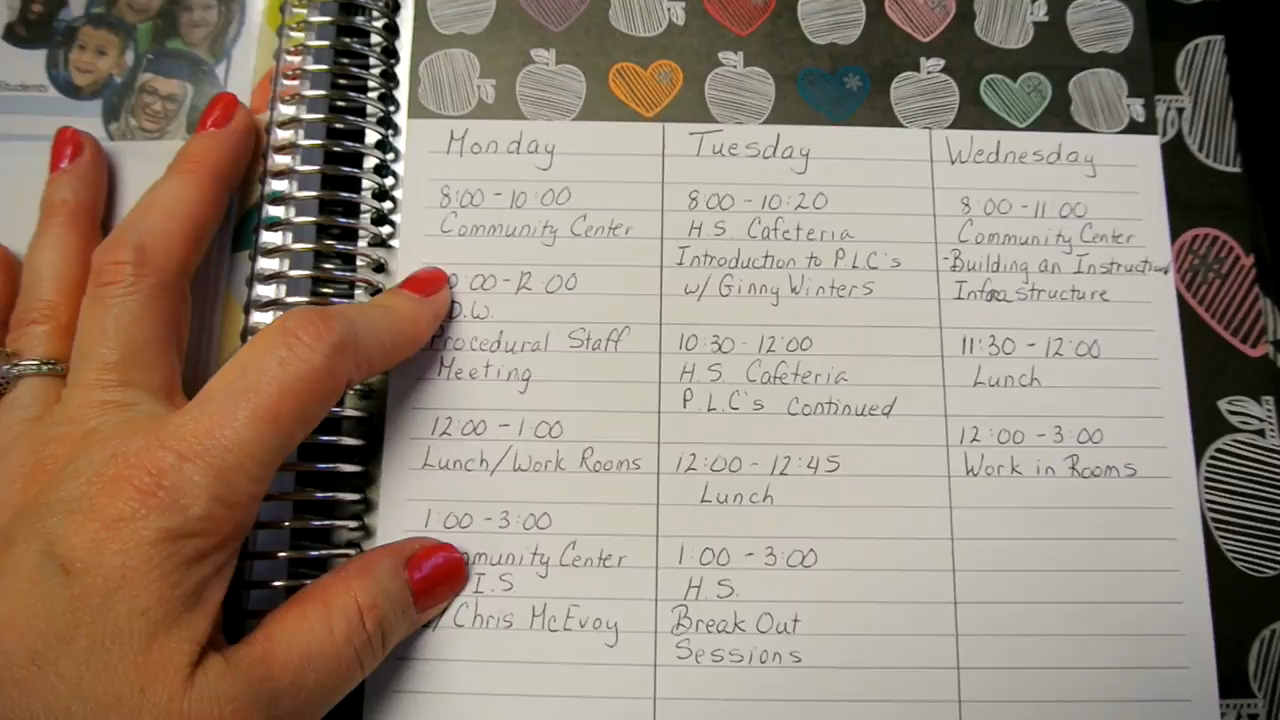 Students
Monday
8:00 - 10:00
Community Center
0:00 - 12:00
D.W.
Procedural Staff
Meeting
12:00 - 1:00
Lunch/Work Rooms
1:00 - 3:00
munity Center
I.S.
w/ Chris McEvoy
Tuesday
8:00 - 10:20
H.S. Cafeteria
Introduction to P.L.C's
w/ Ginny Winters
10:30 - 12:00
H.S. Cafeteria
P.L.C's Continued
12:00 - 12:45
Lunch
1:00 - 3:00
H.S.
Break Out
Sessions
Wednesday
8:00 - 11:00
Community Center
-Building an Instruction
Infrastructure
11:30 - 12:00
Lunch
12:00 - 3:00
Work in Rooms